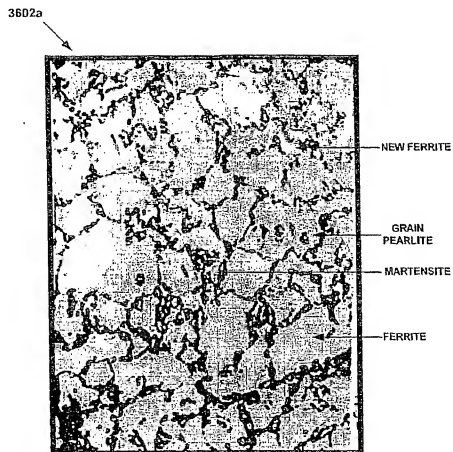 3602a
NEW FERRITE
GRAIN
PEARLITE
MARTENSITE
FERRITE